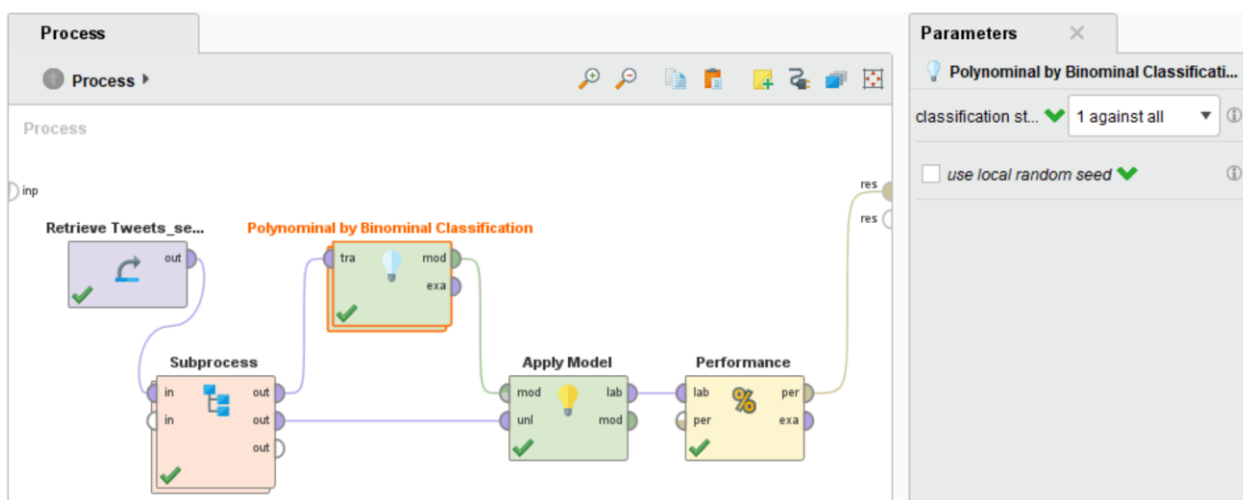 Process
Parameters
Process
Polynominal by Binominal Classificati...
classification st... 1 against all
Process
use local random seed
inp
res
res
Retrieve Tweets_se...
Polynominal by Binominal Classification
out
tra
mod
exa
Subprocess
Apply Model
Performance
in
out
mod
lab
lab
%
per
in
out
unl
mod
per
exa
out